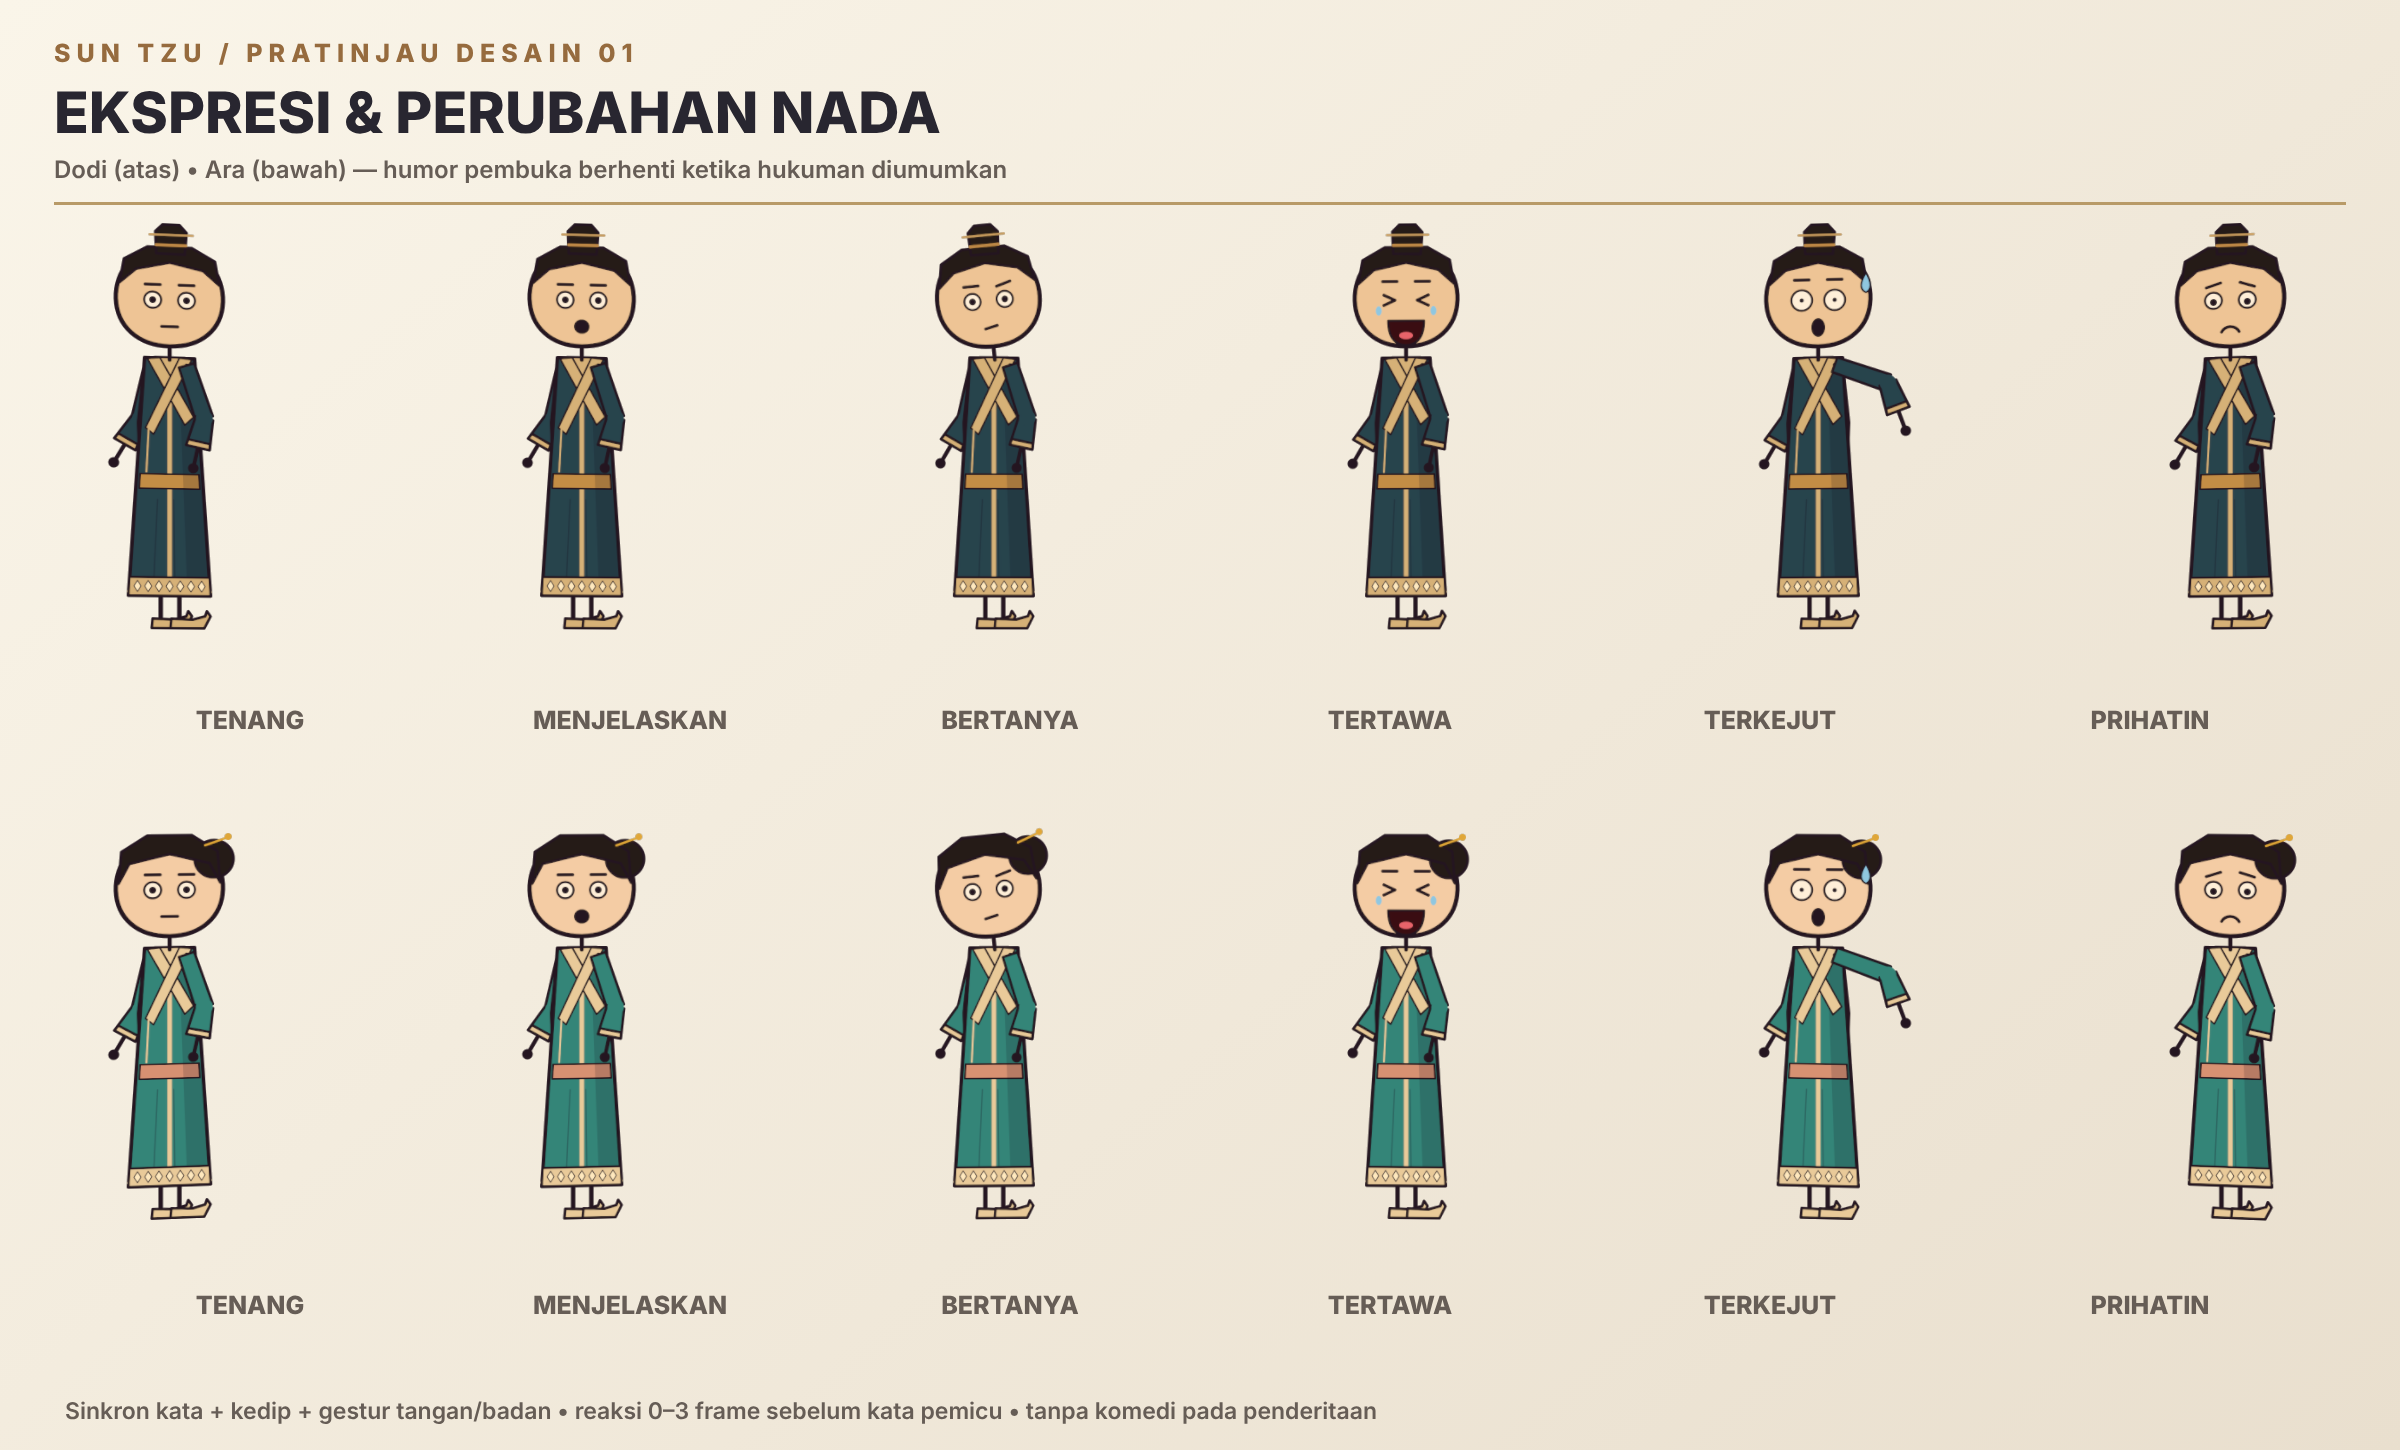 SUN TZU / PRATINJAU DESAIN 01
EKSPRESI & PERUBAHAN NADA
Dodi (atas) • Ara (bawah) — humor pembuka berhenti ketika hukuman diumumkan
TENANG MENJELASKAN BERTANYA TERTAWA TERKEJUT PRIHATIN
TENANG MENJELASKAN BERTANYA TERTAWA TERKEJUT PRIHATIN
Sinkron kata + kedip + gestur tangan/badan • reaksi 0–3 frame sebelum kata pemicu • tanpa komedi pada penderitaan